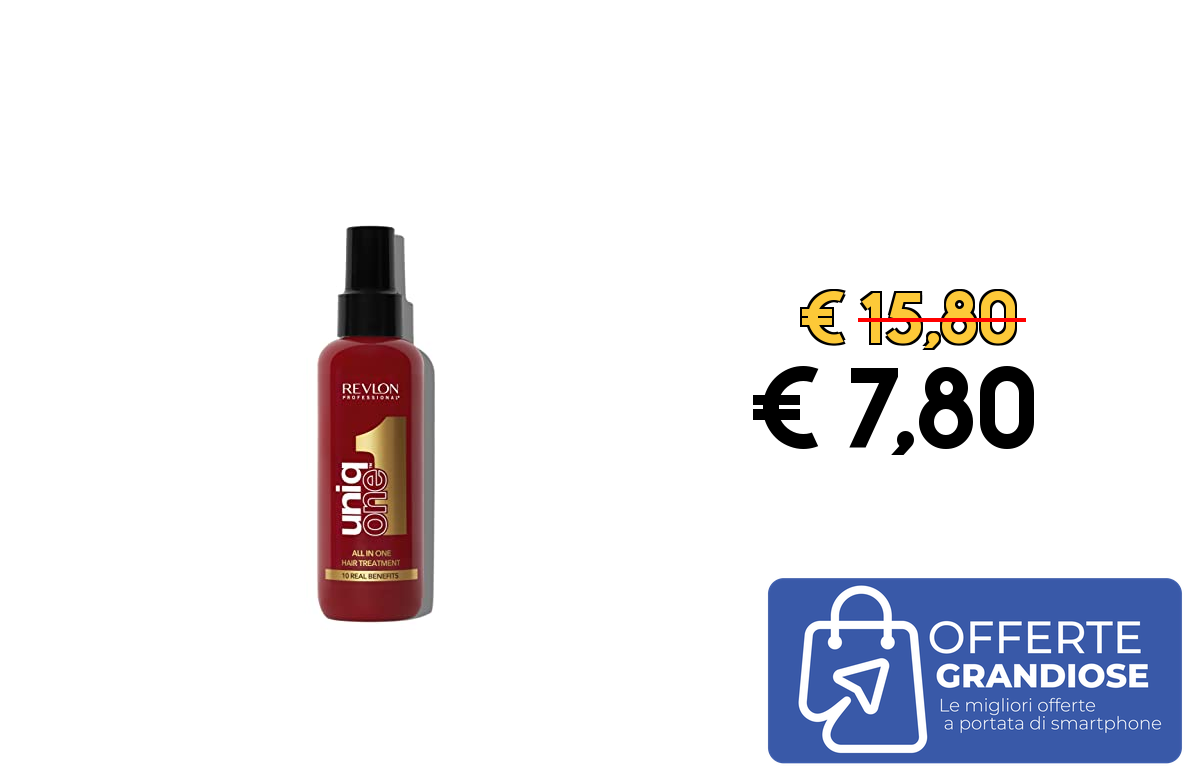 REVLON
PROFESSIONAL
uniq
one
1
ALL IN ONE
HAIR TREATMENT
10 REAL BENEFITS
€ 15,80
€ 7,80
OFFERTE
GRANDIOSE
Le migliori offerte
a portata di smartphone